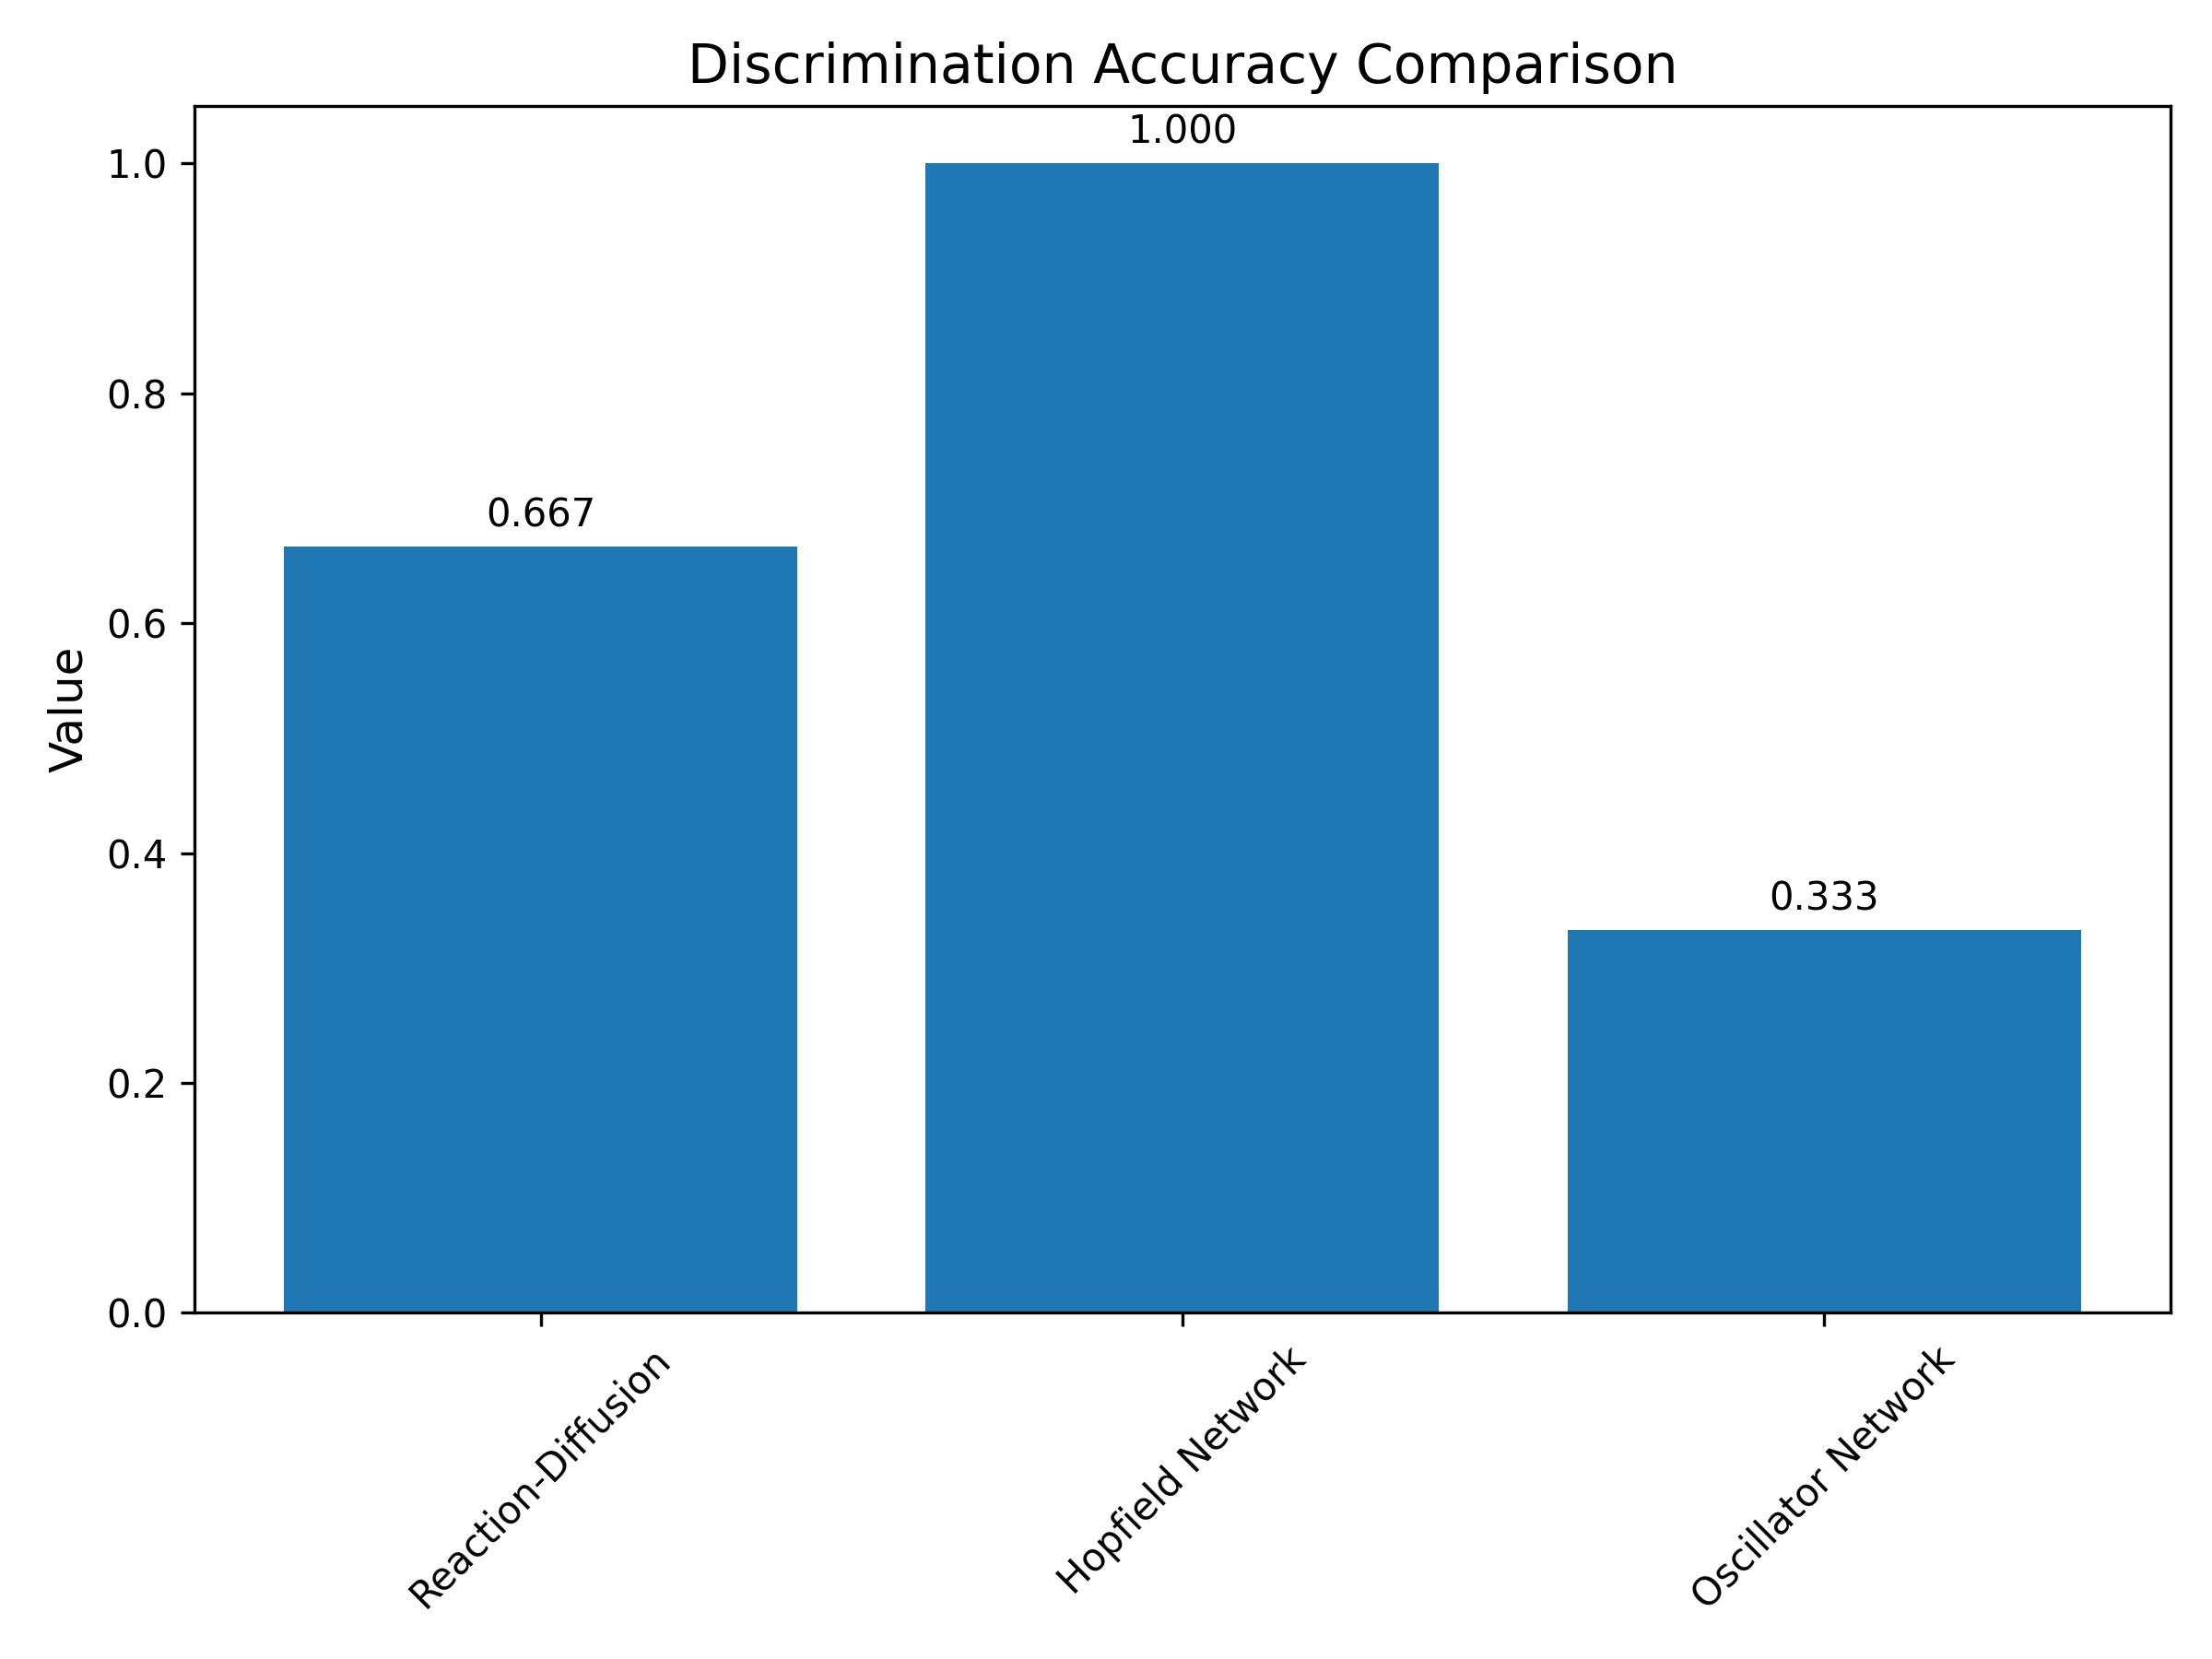 Discrimination Accuracy Comparison
Value
1.0
0.8
0.6
0.4
0.2
0.0
0.667
1.000
0.333
Reaction-Diffusion
Hopfield Network
Oscillator Network